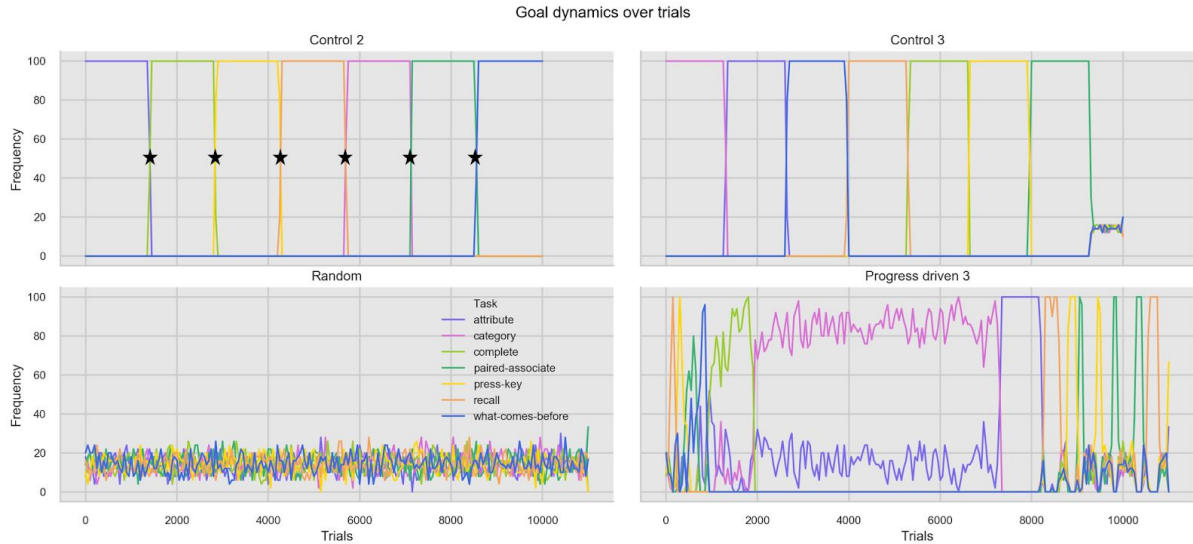 Goal dynamics over trials
Control 2
Control 3
100
80
60
40
20
0
Frequency
Frequency
Random
Progress driven 3
100
80
60
40
20
0
Frequency
Frequency
Task
attribute
category
complete
paired-associate
press-key
recall
what-comes-before
0 2000 4000 6000 8000 10000
0 2000 4000 6000 8000 10000
Trials
Trials